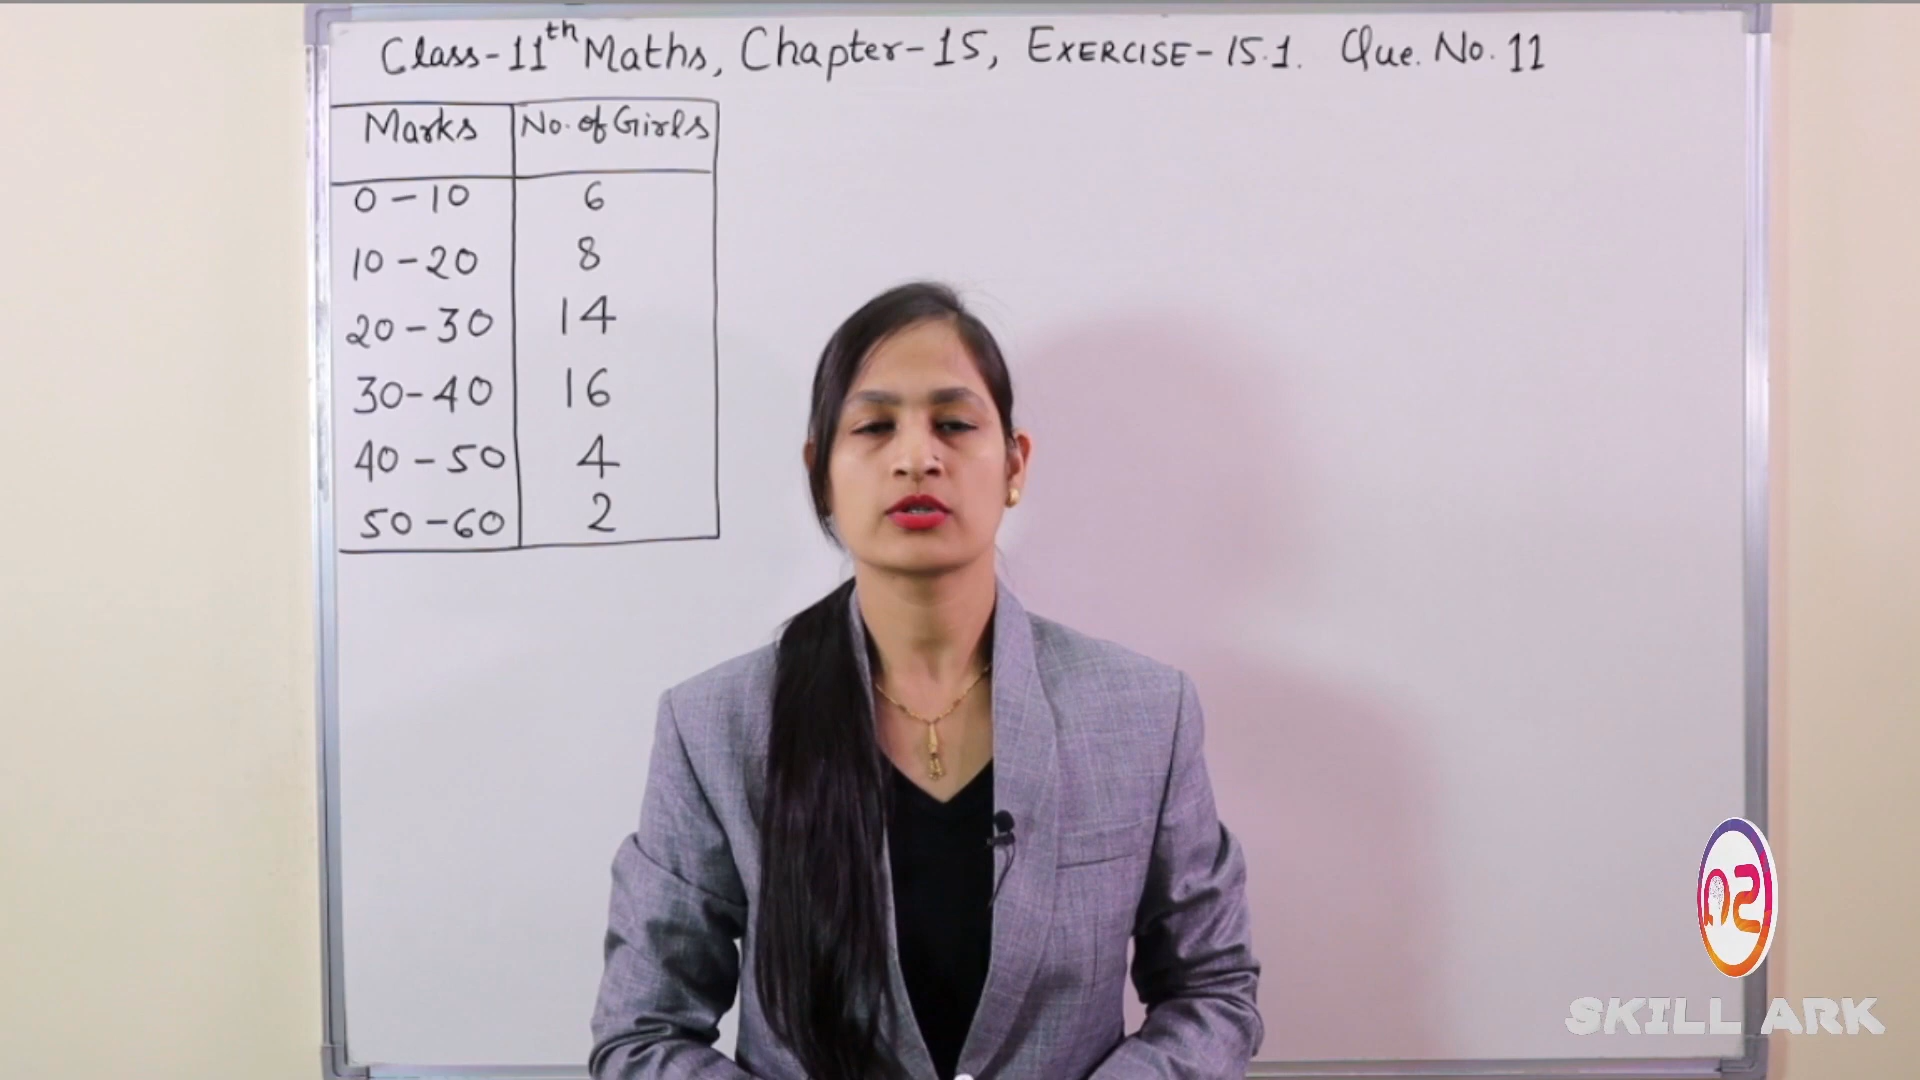 Class-11th Maths, Chapter-15, EXERCISE-15.1. Que. No. 11
Marks No. of Girls
0-10 6
10-20 8
20-30 14
30-40 16
40-50 4
50-60 2
SKILL ARK